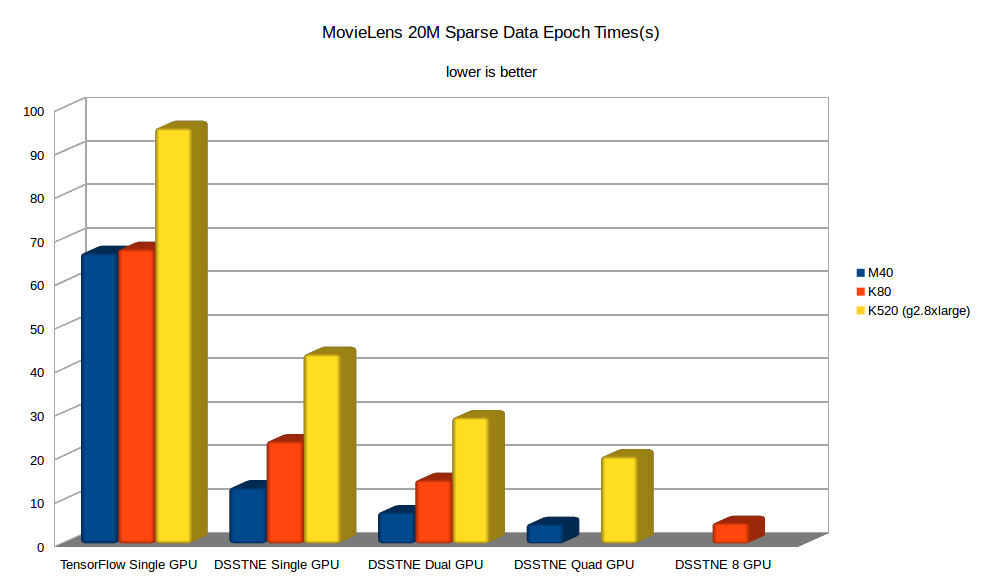 MovieLens 20M Sparse Data Epoch Times(s)
lower is better
100
90
80
70
60
50
40
30
20
10
0
TensorFlow Single GPU DSSTNE Single GPU DSSTNE Dual GPU DSSTNE Quad GPU DSSTNE 8 GPU
M40
K80
K520 (g2.8xlarge)